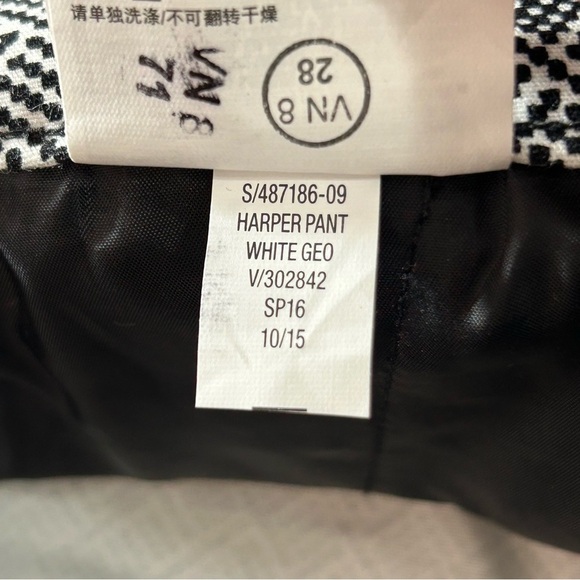 请单独洗涤/不可翻转干燥
VN 8
71
VN 8
28
S/487186-09
HARPER PANT
WHITE GEO
V/302842
SP16
10/15